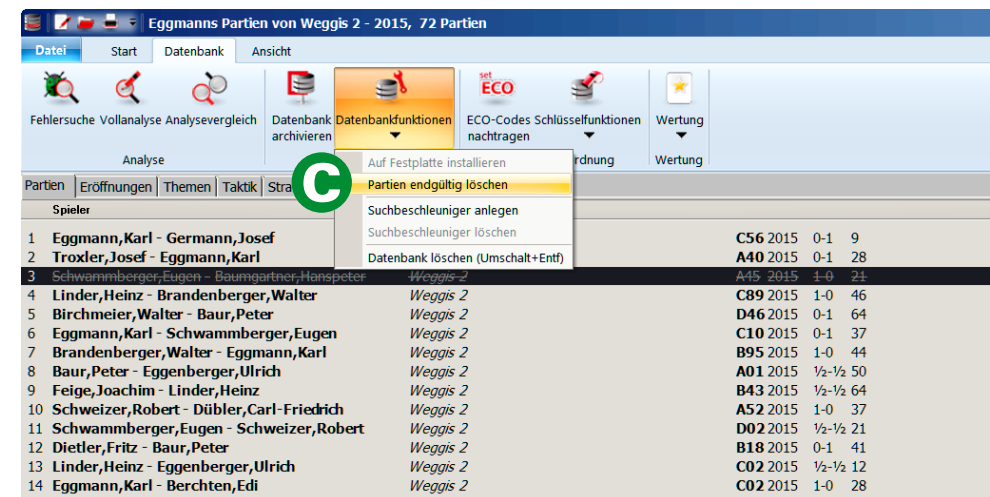 Eggmanns Partien von Weggis 2 - 2015, 72 Partien
Datei Start Datenbank Ansicht
set
ECO
Fehlersuche Vollanalyse Analysevergleich Datenbank archivieren Datenbankfunktionen ECO-Codes nachtragen Schlüsselfunktionen Wertung
Analyse rdnung Wertung
C
Auf Festplatte installieren
Partien endgültig löschen
Suchbeschleuniger anlegen
Suchbeschleuniger löschen
Datenbank löschen (Umschalt+Entf)
Partien Eröffnungen Themen Taktik Stra
Spieler
1 Eggmann,Karl - Germann,Josef C56 2015 0-1 9
2 Troxler,Josef - Eggmann,Karl A40 2015 0-1 28
3 Schwammberger,Eugen - Baumgartner,Hanspeter Weggis 2 A45 2015 1-0 21
4 Linder,Heinz - Brandenberger,Walter Weggis 2 C89 2015 1-0 46
5 Birchmeier,Walter - Baur,Peter Weggis 2 D46 2015 0-1 64
6 Eggmann,Karl - Schwammberger,Eugen Weggis 2 C10 2015 0-1 37
7 Brandenberger,Walter - Eggmann,Karl Weggis 2 B95 2015 1-0 44
8 Baur,Peter - Eggenberger,Ulrich Weggis 2 A01 2015 ½-½ 50
9 Feige,Joachim - Linder,Heinz Weggis 2 B43 2015 ½-½ 64
10 Schweizer,Robert - Dübler,Carl-Friedrich Weggis 2 A52 2015 1-0 37
11 Schwammberger,Eugen - Schweizer,Robert Weggis 2 D02 2015 ½-½ 21
12 Dietler,Fritz - Baur,Peter Weggis 2 B18 2015 0-1 41
13 Linder,Heinz - Eggenberger,Ulrich Weggis 2 C02 2015 ½-½ 12
14 Eggmann,Karl - Berchten,Edi Weggis 2 C02 2015 1-0 28